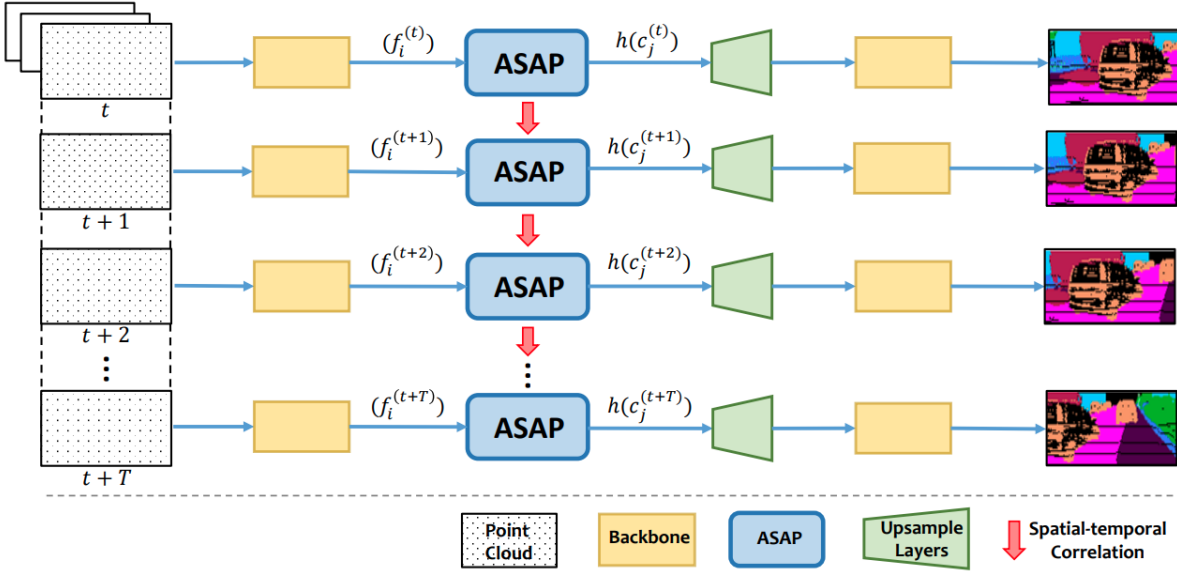 (f_i^{(t)}) ASAP h(c_j^{(t)})
t
(f_i^{(t+1)}) ASAP h(c_j^{(t+1)})
t + 1
(f_i^{(t+2)}) ASAP h(c_j^{(t+2)})
t + 2
⋮ ⋮
(f_i^{(t+T)}) ASAP h(c_j^{(t+T)})
t + T
Point
Cloud
Backbone
ASAP
Upsample
Layers
Spatial-temporal
Correlation